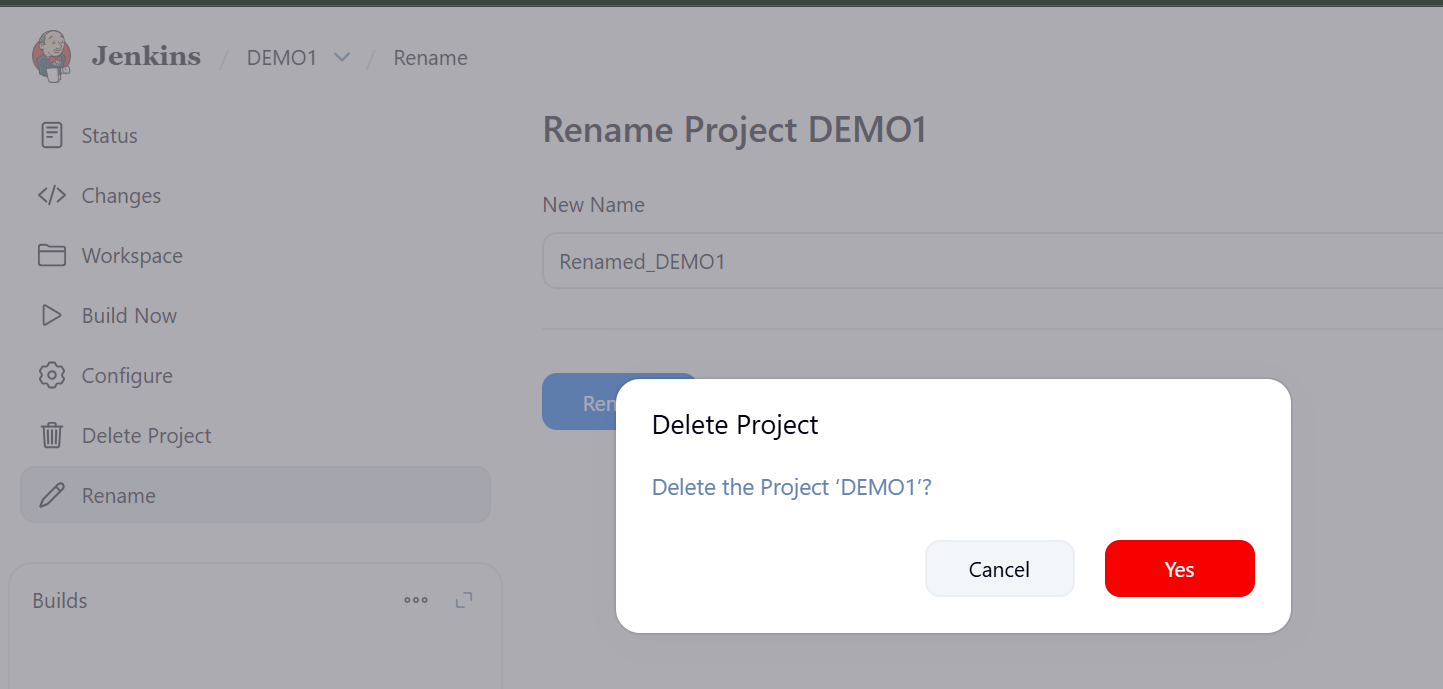 Jenkins / DEMO1 / Rename
Status
Changes
Workspace
Build Now
Configure
Delete Project
Rename
Builds
Rename Project DEMO1
New Name
Renamed_DEMO1
Ren
Delete Project
Delete the Project ‘DEMO1’?
Cancel
Yes